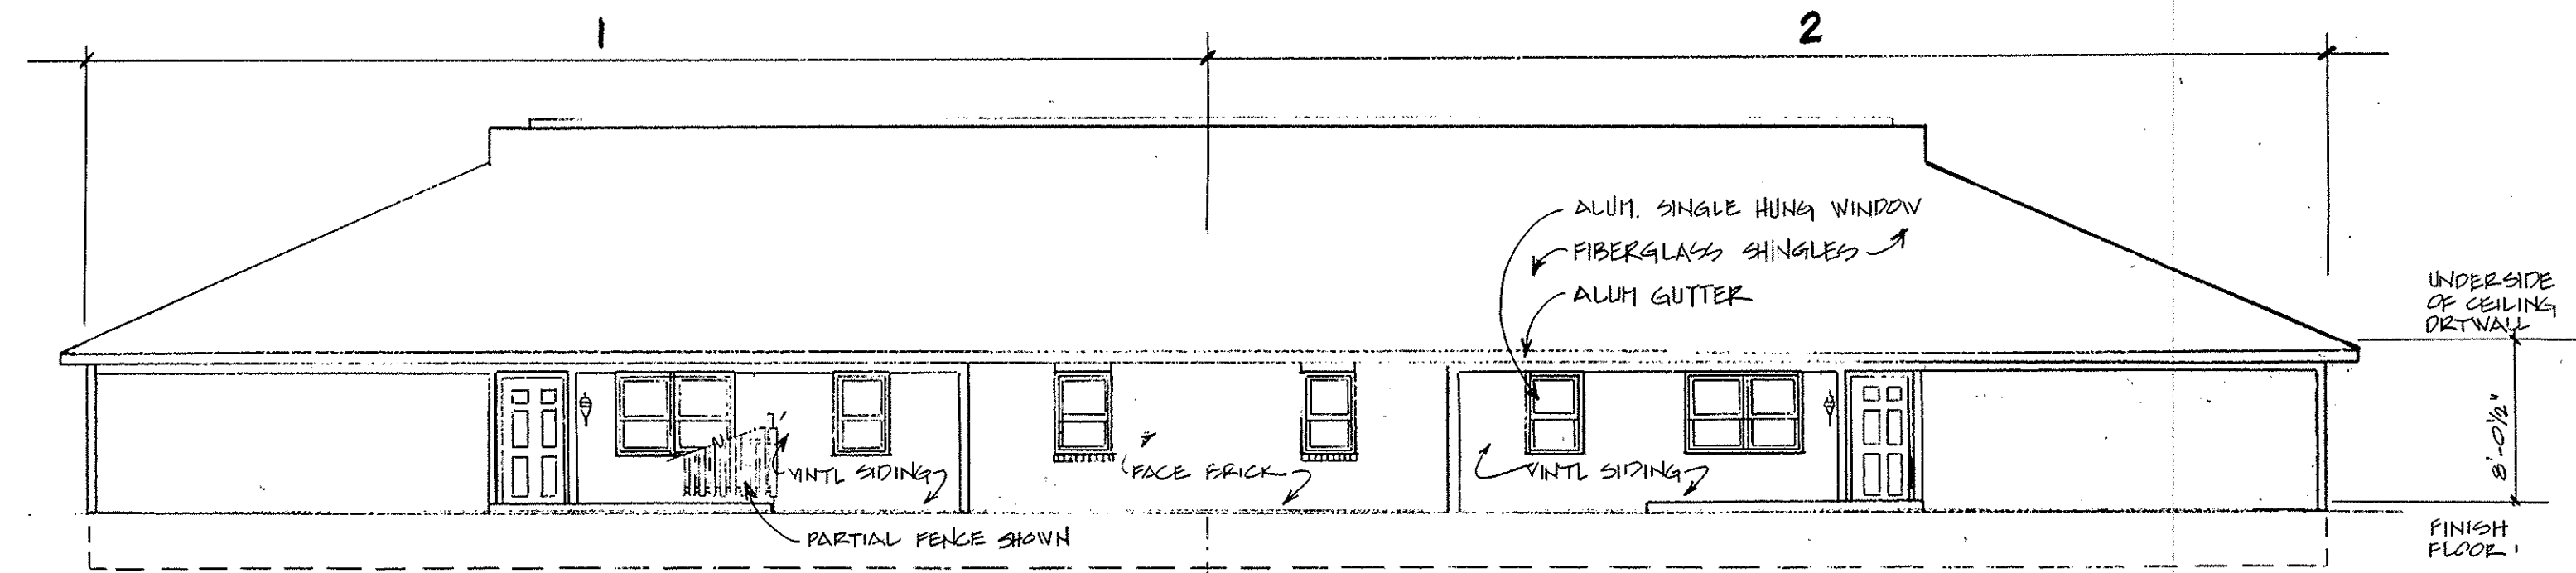 1
2
ALUM. SINGLE HUNG WINDOW
FIBERGLASS SHINGLES
ALUM GUTTER
UNDERSIDE
OF CEILING
DRYWALL
8'-0½"
VINYL SIDING
FACE BRICK
VINYL SIDING
PARTIAL FENCE SHOWN
FINISH
FLOOR